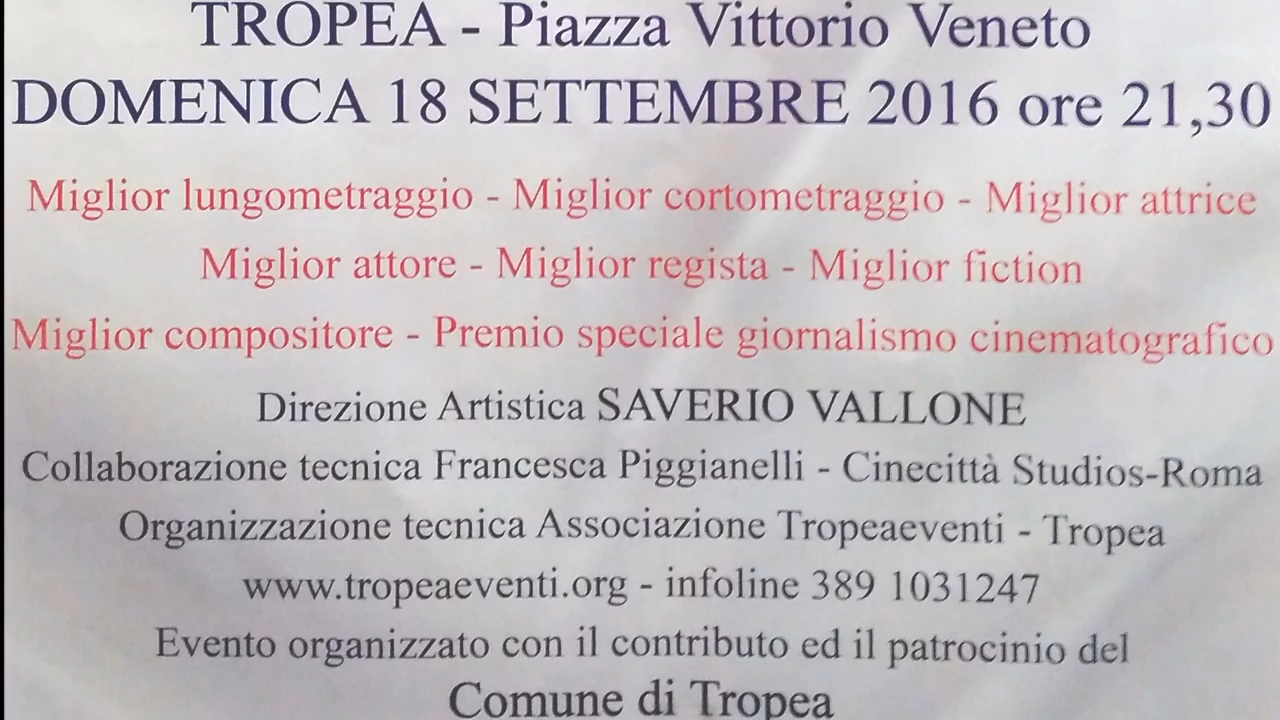 TROPEA - Piazza Vittorio Veneto
DOMENICA 18 SETTEMBRE 2016 ore 21,30
Miglior lungometraggio - Miglior cortometraggio - Miglior attrice
Miglior attore - Miglior regista - Miglior fiction
Miglior compositore - Premio speciale giornalismo cinematografico
Direzione Artistica SAVERIO VALLONE
Collaborazione tecnica Francesca Piggianelli - Cinecittà Studios-Roma
Organizzazione tecnica Associazione Tropeaeventi - Tropea
www.tropeaeventi.org - infoline 389 1031247
Evento organizzato con il contributo ed il patrocinio del
Comune di Tropea